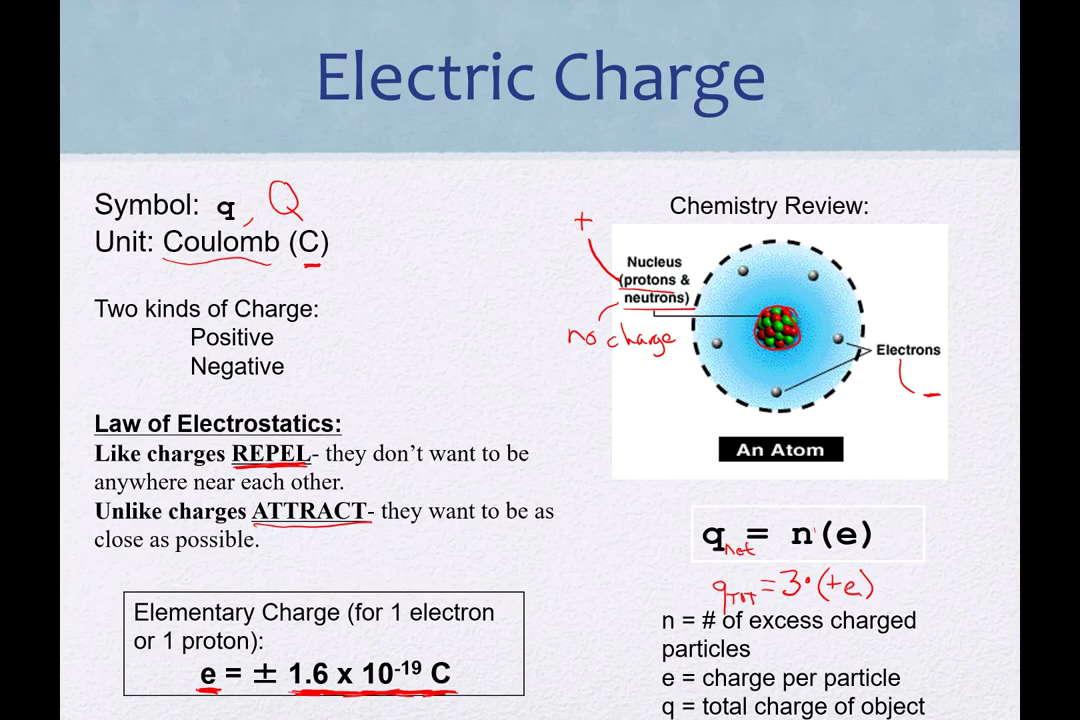 Electric Charge
Symbol: q , Q
Unit: Coulomb (C)
Two kinds of Charge:
Positive
Negative
Law of Electrostatics:
Like charges REPEL- they don't want to be
anywhere near each other.
Unlike charges ATTRACT- they want to be as
close as possible.
Elementary Charge (for 1 electron
or 1 proton):
e = ± 1.6 x 10⁻¹⁹ C
Chemistry Review:
+
Nucleus
(protons &
neutrons)
no charge
Electrons
-
An Atom
q net = n (e)
q TOT = 3 • (+e)
n = # of excess charged
particles
e = charge per particle
q = total charge of object